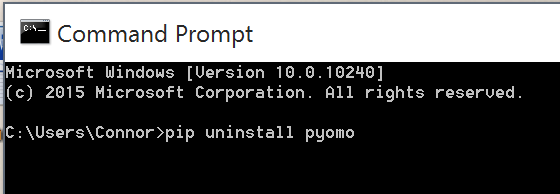 Command Prompt
Microsoft Windows [Version 10.0.10240]
(c) 2015 Microsoft Corporation. All rights reserved.
C:\Users\Connor>pip uninstall pyomo